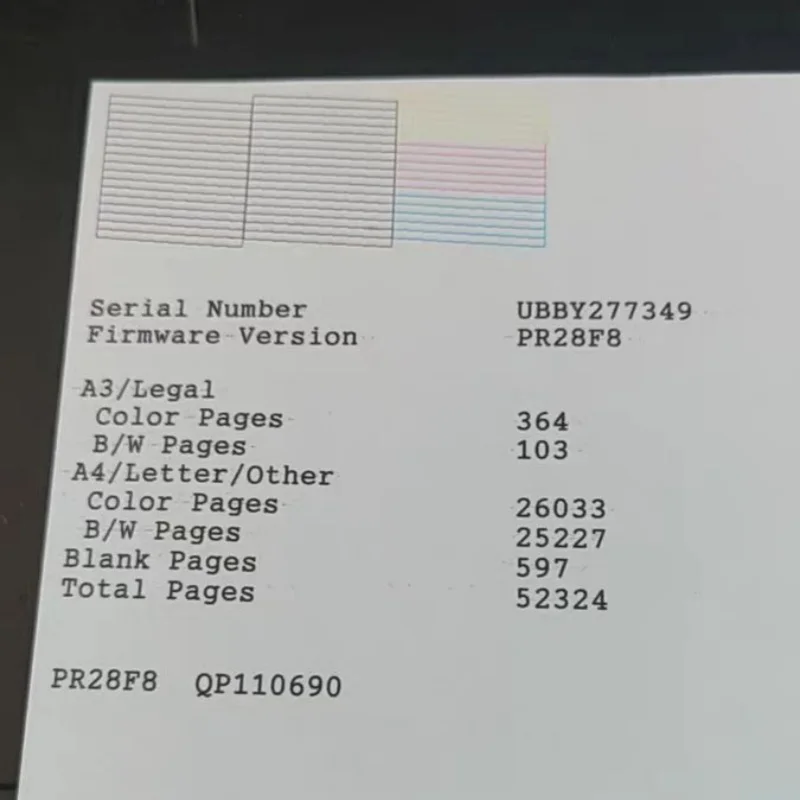 Serial Number UBBY277349
Firmware Version PR28F8
A3/Legal
Color Pages 364
B/W Pages 103
A4/Letter/Other
Color Pages 26033
B/W Pages 25227
Blank Pages 597
Total Pages 52324
PR28F8 QP110690